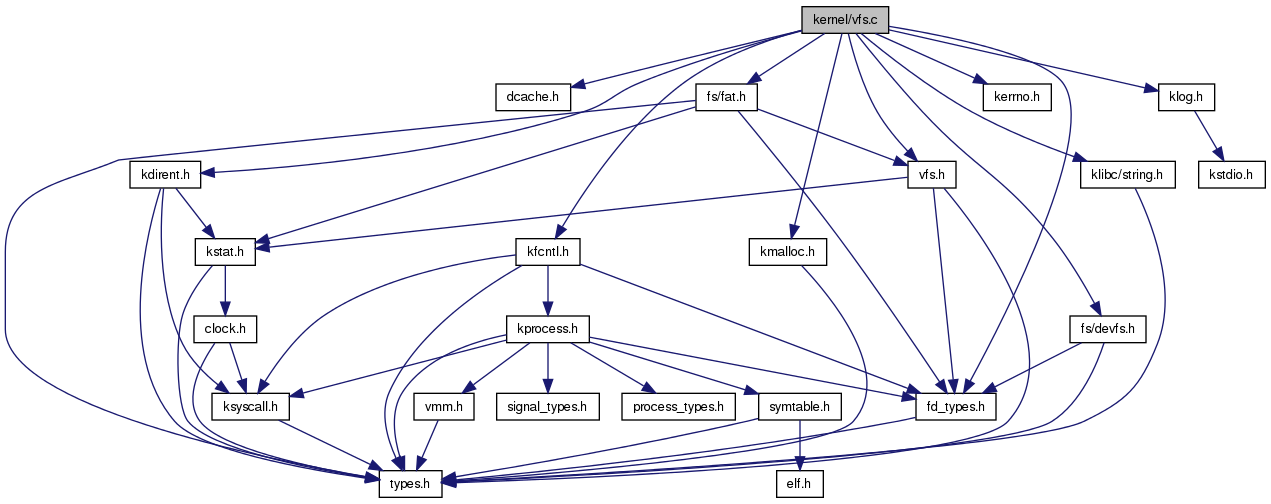 kernel/vfs.c
dcache.h
fs/fat.h
kerrno.h
klog.h
kdirent.h
vfs.h
klibc/string.h
kstdio.h
kstat.h
kfcntl.h
kmalloc.h
clock.h
kprocess.h
fs/devfs.h
ksyscall.h
vmm.h
signal_types.h
process_types.h
symtable.h
fd_types.h
types.h
elf.h